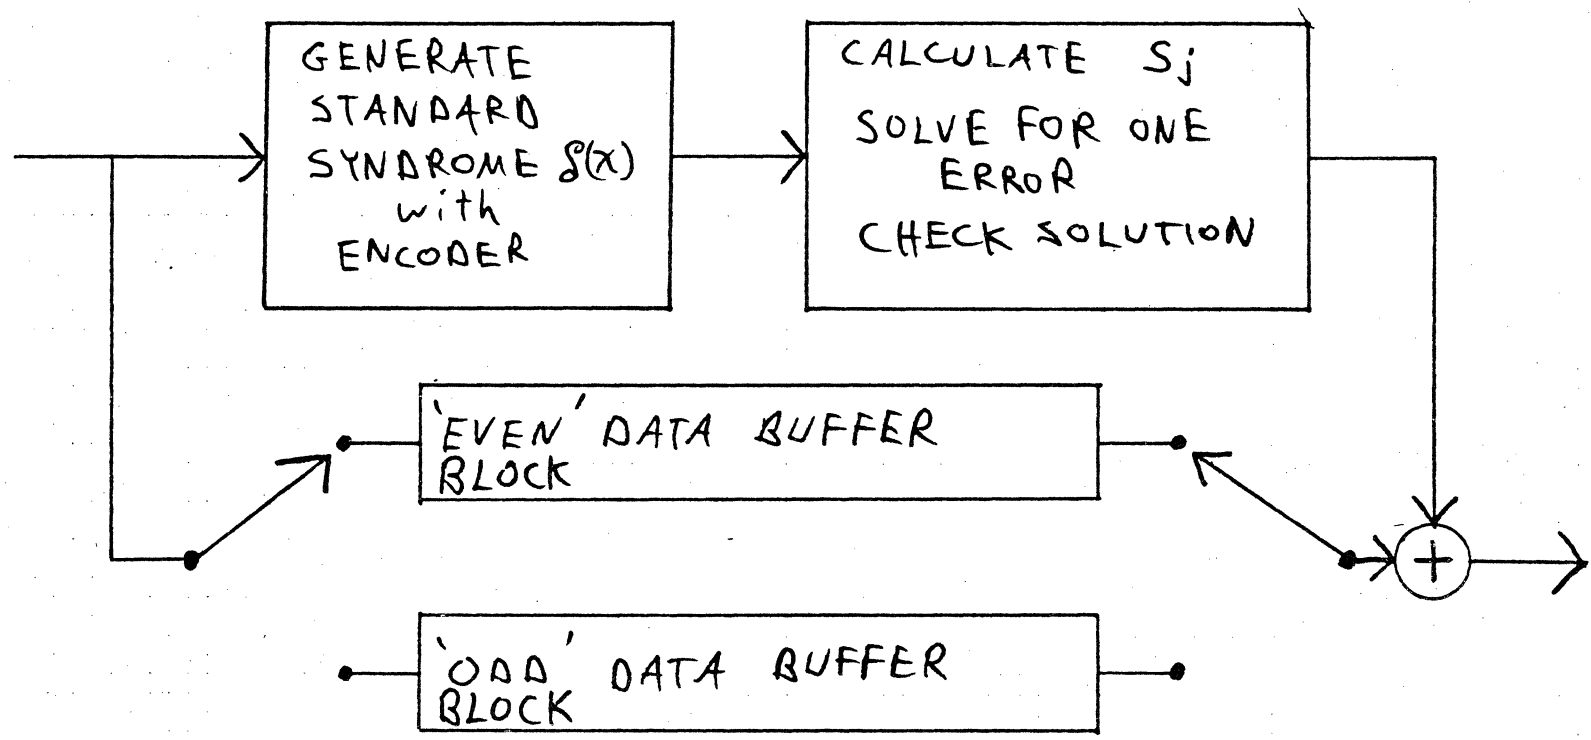 GENERATE
STANDARD
SYNDROME S(x)
with
ENCODER
CALCULATE Sj
SOLVE FOR ONE
ERROR
CHECK SOLUTION
'EVEN' DATA BUFFER
BLOCK
+
'ODD' DATA BUFFER
BLOCK